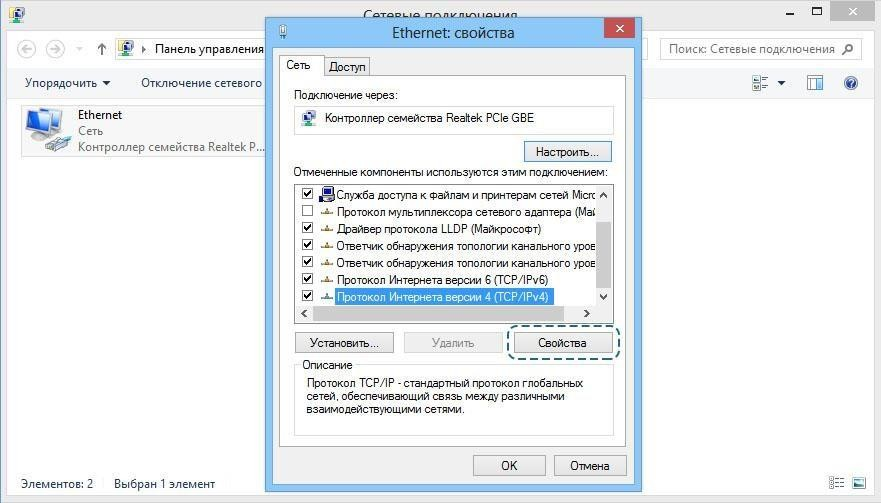 Сетевые подключения
Панель управления
Поиск: Сетевые подключения
Упорядочить
Отключение сетевого
Ethernet
Сеть
Контроллер семейства Realtek P...
Ethernet: свойства
Сеть
Доступ
Подключение через:
Контроллер семейства Realtek PCIe GBE
Настроить...
Отмеченные компоненты используются этим подключением:
Служба доступа к файлам и принтерам сетей Micro
Протокол мультиплексора сетевого адаптера (Май
Драйвер протокола LLDP (Майкрософт)
Ответчик обнаружения топологии канального уров
Ответчик обнаружения топологии канального уров
Протокол Интернета версии 6 (TCP/IPv6)
Протокол Интернета версии 4 (TCP/IPv4)
Установить...
Удалить
Свойства
Описание
Протокол TCP/IP - стандартный протокол глобальных
сетей, обеспечивающий связь между различными
взаимодействующими сетями.
OK
Отмена
Элементов: 2
Выбран 1 элемент